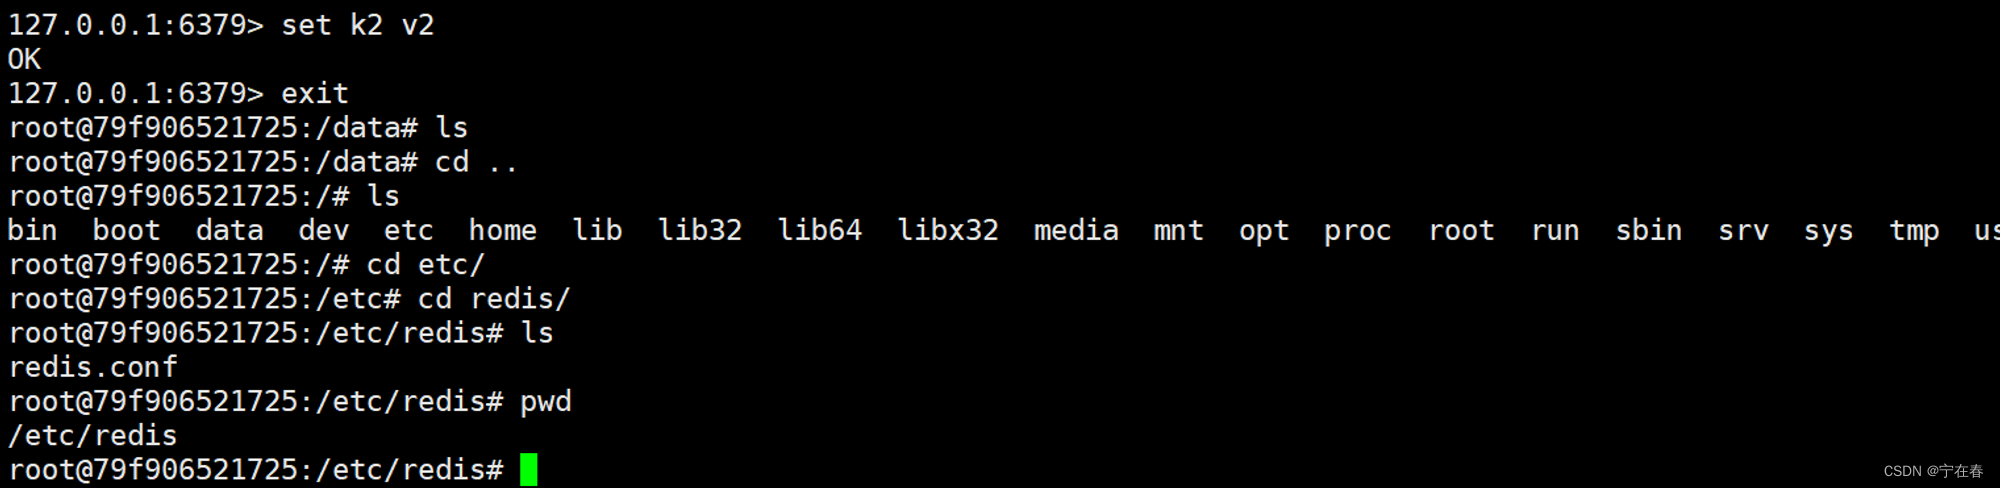 127.0.0.1:6379> set k2 v2
OK
127.0.0.1:6379> exit
root@79f906521725:/data# ls
root@79f906521725:/data# cd ..
root@79f906521725:/# ls
bin  boot  data  dev  etc  home  lib  lib32  lib64  libx32  media  mnt  opt  proc  root  run  sbin  srv  sys  tmp  us
root@79f906521725:/# cd etc/
root@79f906521725:/etc# cd redis/
root@79f906521725:/etc/redis# ls
redis.conf
root@79f906521725:/etc/redis# pwd
/etc/redis
root@79f906521725:/etc/redis#
CSDN @宁在春